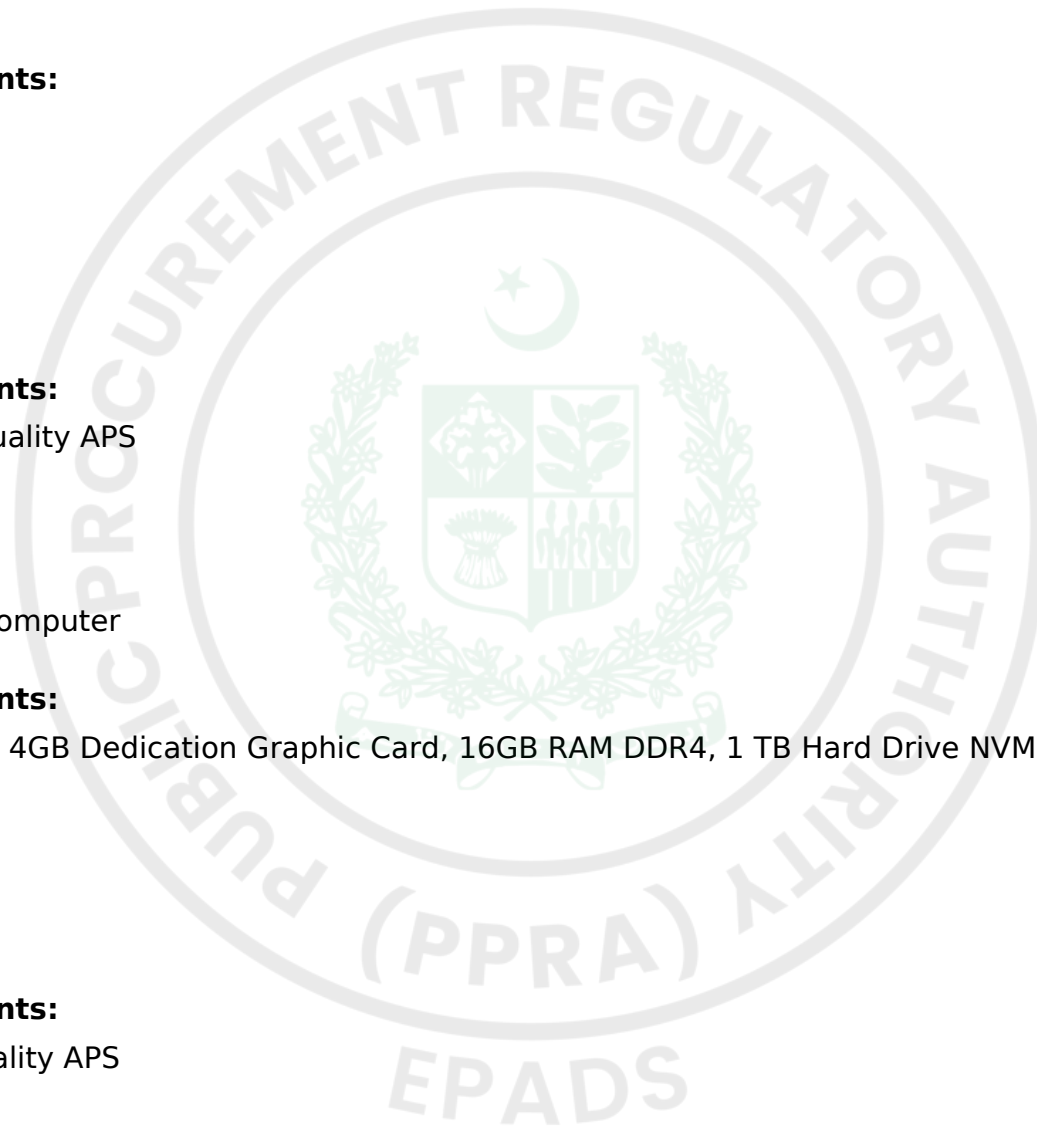 nts:
nts:
uality APS
omputer
nts:
4GB Dedication Graphic Card, 16GB RAM DDR4, 1 TB Hard Drive NVM
nts:
ality APS
PUBLIC PROCUREMENT REGULATORY AUTHORITY
(PPRA)
EPADS